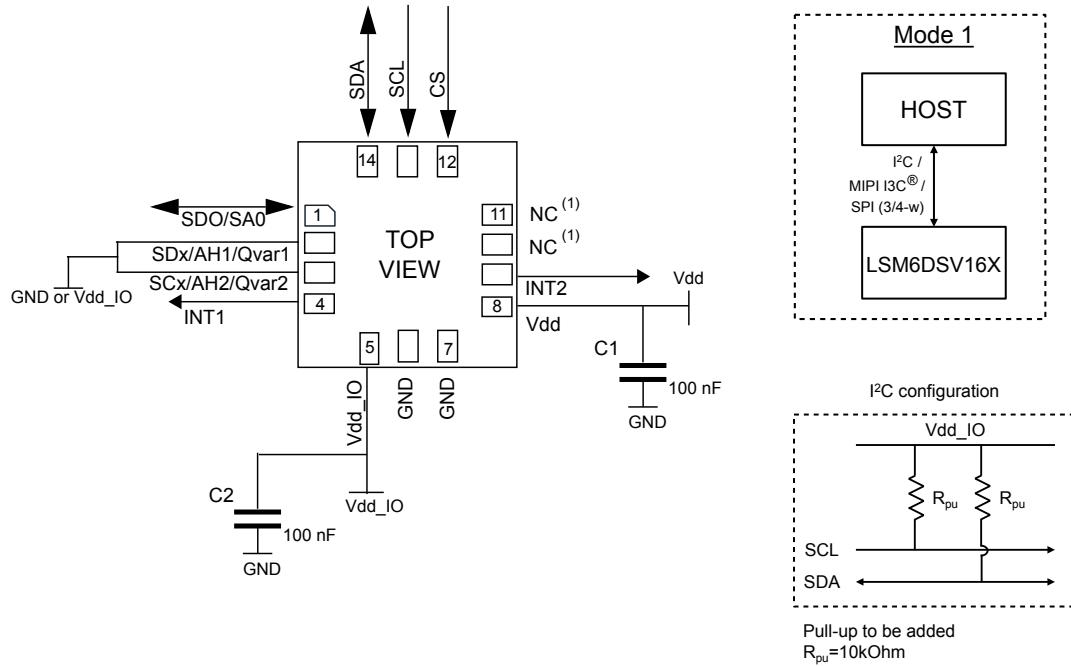 SDA
SCL
CS
14
12
SDO/SA0
1
SDx/AH1/Qvar1
SCx/AH2/Qvar2
GND or Vdd_IO
INT1
4
TOP
VIEW
11
NC (1)
NC (1)
INT2
8
Vdd
Vdd
5
7
Vdd_IO
GND
GND
C1
100 nF
GND
C2
100 nF
GND
Vdd_IO
Mode 1
HOST
I²C /
MIPI I3C® /
SPI (3/4-w)
LSM6DSV16X
I²C configuration
Vdd_IO
Rpu
Rpu
SCL
SDA
Pull-up to be added
Rpu=10kOhm